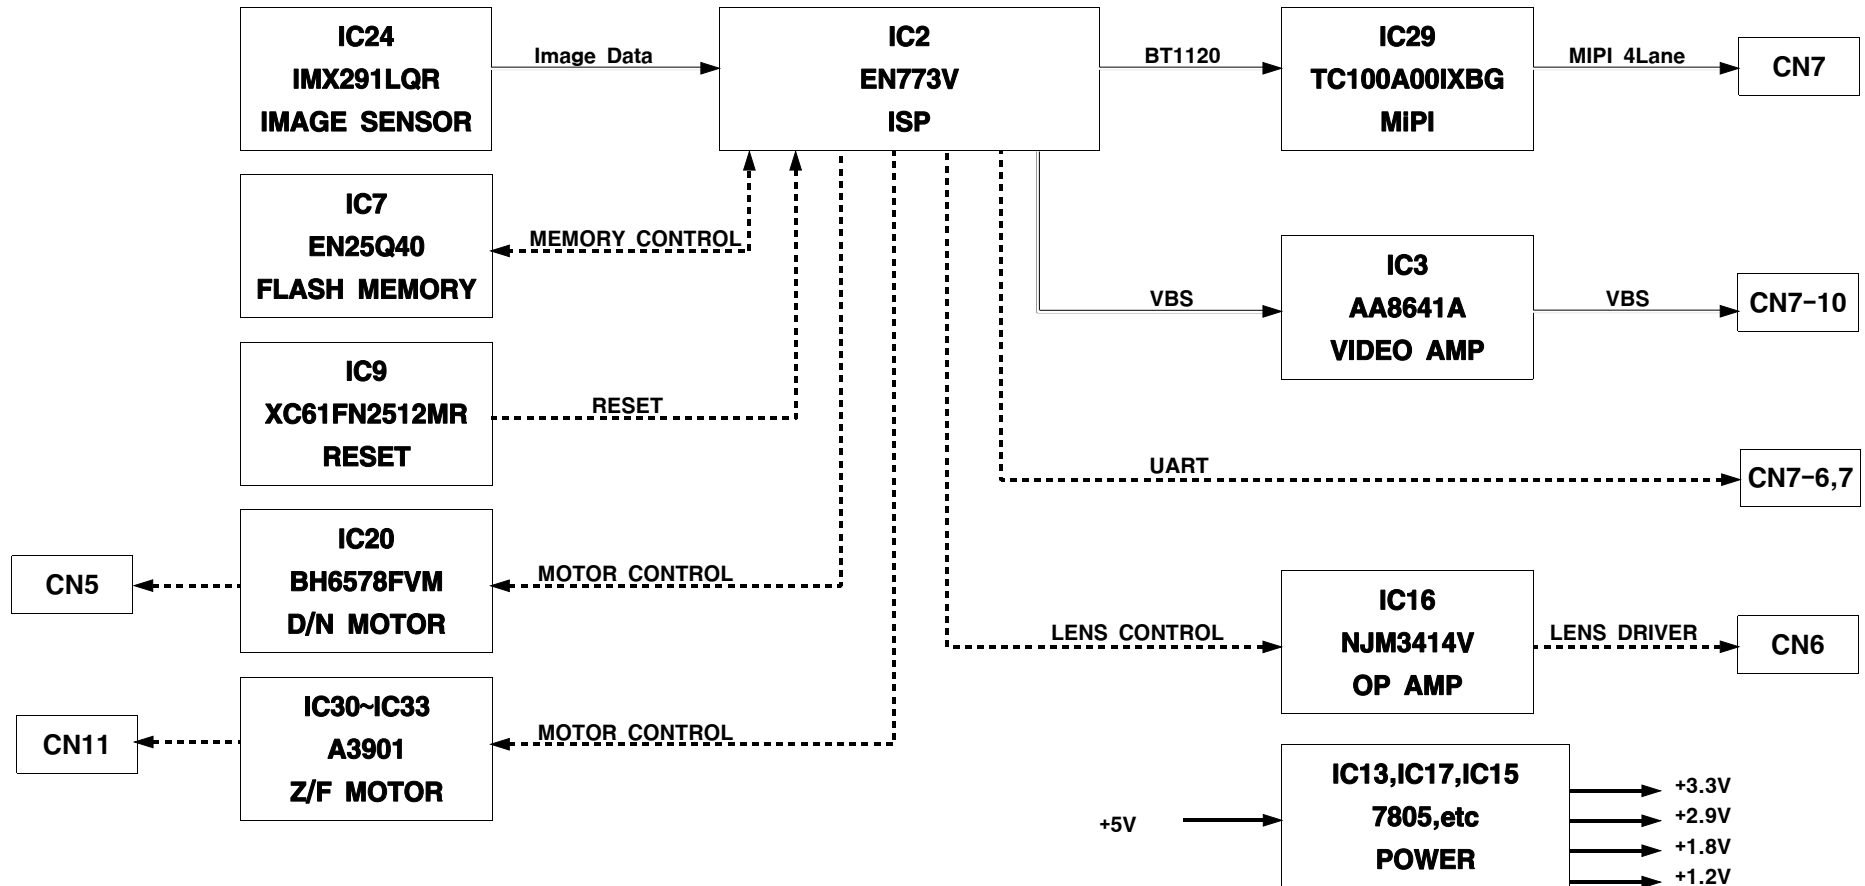 IC24
IMX291LQR
IMAGE SENSOR
Image Data
IC2
EN773V
ISP
BT1120
IC29
TC100A00IXBG
MiPI
MIPI 4Lane
CN7
IC7
EN25Q40
FLASH MEMORY
MEMORY CONTROL
IC3
AA8641A
VIDEO AMP
VBS
VBS
CN7-10
IC9
XC61FN2512MR
RESET
RESET
UART
CN7-6,7
CN5
IC20
BH6578FVM
D/N MOTOR
MOTOR CONTROL
LENS CONTROL
IC16
NJM3414V
OP AMP
LENS DRIVER
CN6
CN11
IC30~IC33
A3901
Z/F MOTOR
MOTOR CONTROL
+5V
IC13,IC17,IC15
7805,etc
POWER
+3.3V
+2.9V
+1.8V
+1.2V